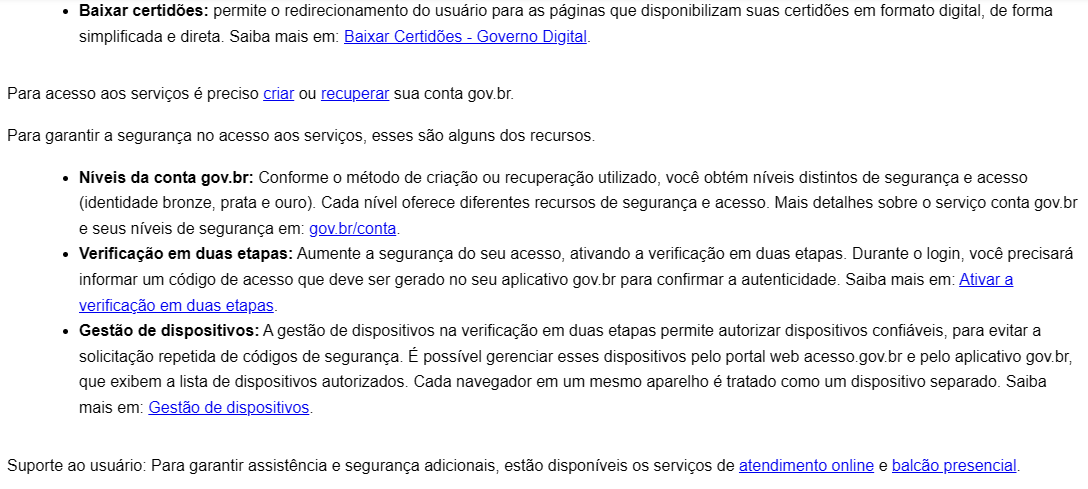 • Baixar certidões: permite o redirecionamento do usuário para as páginas que disponibilizam suas certidões em formato digital, de forma
simplificada e direta. Saiba mais em: Baixar Certidões - Governo Digital.
Para acesso aos serviços é preciso criar ou recuperar sua conta gov.br.
Para garantir a segurança no acesso aos serviços, esses são alguns dos recursos.
• Níveis da conta gov.br: Conforme o método de criação ou recuperação utilizado, você obtém níveis distintos de segurança e acesso
(identidade bronze, prata e ouro). Cada nível oferece diferentes recursos de segurança e acesso. Mais detalhes sobre o serviço conta gov.br
e seus níveis de segurança em: gov.br/conta.
• Verificação em duas etapas: Aumente a segurança do seu acesso, ativando a verificação em duas etapas. Durante o login, você precisará
informar um código de acesso que deve ser gerado no seu aplicativo gov.br para confirmar a autenticidade. Saiba mais em: Ativar a
verificação em duas etapas.
• Gestão de dispositivos: A gestão de dispositivos na verificação em duas etapas permite autorizar dispositivos confiáveis, para evitar a
solicitação repetida de códigos de segurança. É possível gerenciar esses dispositivos pelo portal web acesso.gov.br e pelo aplicativo gov.br,
que exibem a lista de dispositivos autorizados. Cada navegador em um mesmo aparelho é tratado como um dispositivo separado. Saiba
mais em: Gestão de dispositivos.
Suporte ao usuário: Para garantir assistência e segurança adicionais, estão disponíveis os serviços de atendimento online e balcão presencial.